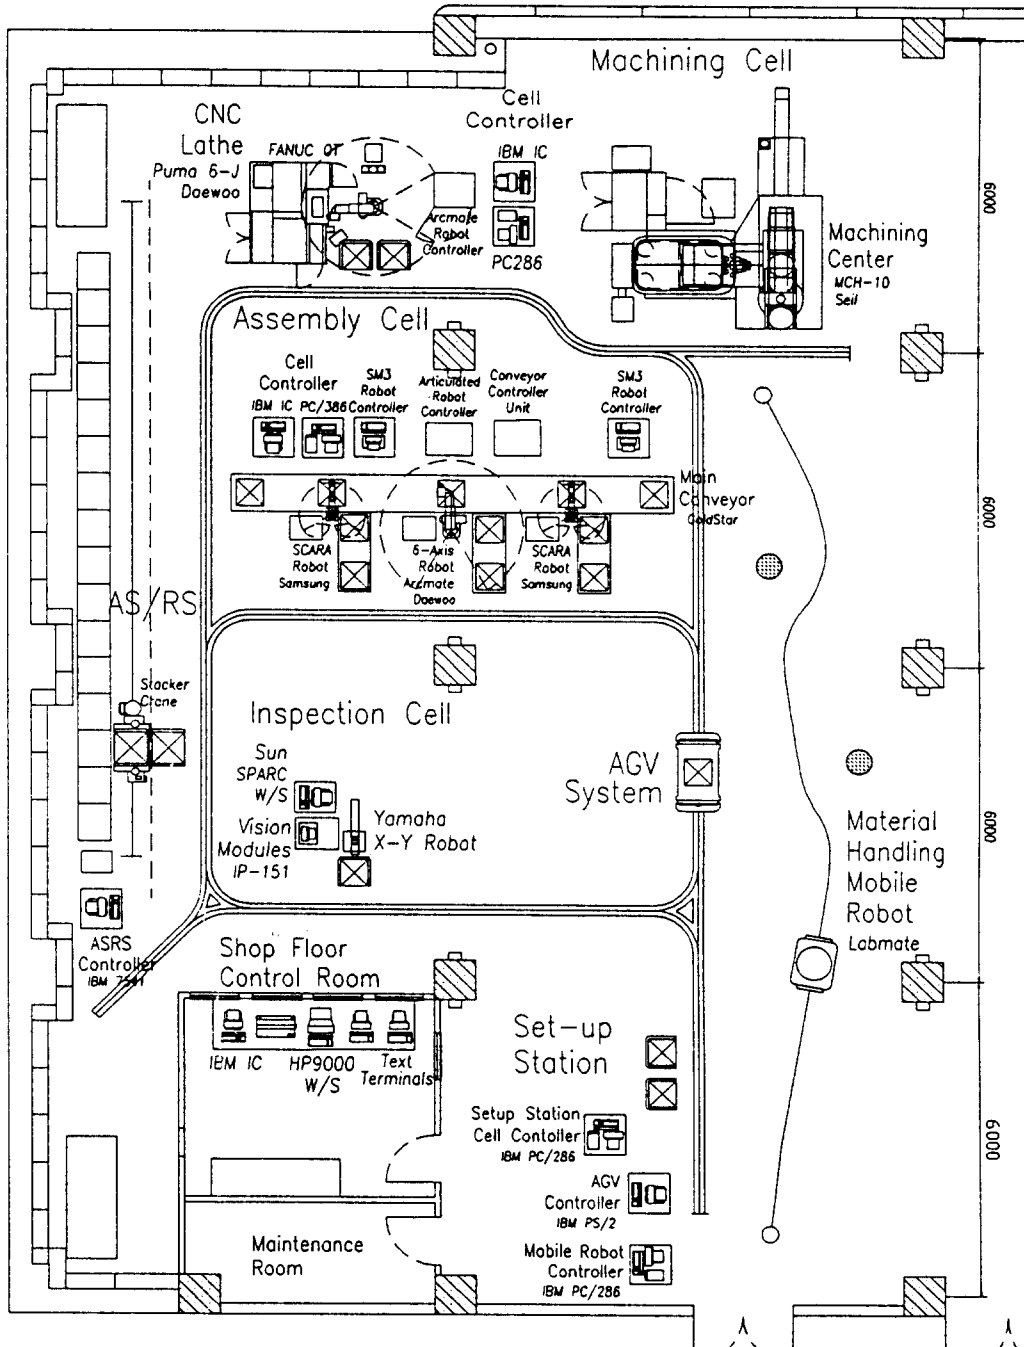 Machining Cell
CNC
Lathe
Puma 6-J
Daewoo
FANUC OT
Cell
Controller
IBM IC
PC286
Arcmate
Robot
Controller
Machining
Center
MCH-10
Seil
6000
Assembly Cell
Cell
Controller
IBM IC PC/386
SM3
Robot
Controller
Articulated
Robot
Controller
Conveyor
Controller
Unit
SM3
Robot
Controller
Main
Conveyor
GoldStar
6000
SCARA
Robot
Samsung
6-Axis
Robot
Arcmate
Daewoo
SCARA
Robot
Samsung
AS/RS
Stacker
Crane
Inspection Cell
Sun
SPARC
W/S
Vision
Modules
IP-151
Yamaha
X-Y Robot
AGV
System
6000
Material
Handling
Mobile
Robot
Labmate
ASRS
Controller
IBM 7541
Shop Floor
Control Room
IBM IC
HP9000
W/S
Text
Terminals
Set-up
Station
Setup Station
Cell Contoller
IBM PC/286
AGV
Controller
IBM PS/2
Mobile Robot
Controller
IBM PC/286
6000
Maintenance
Room